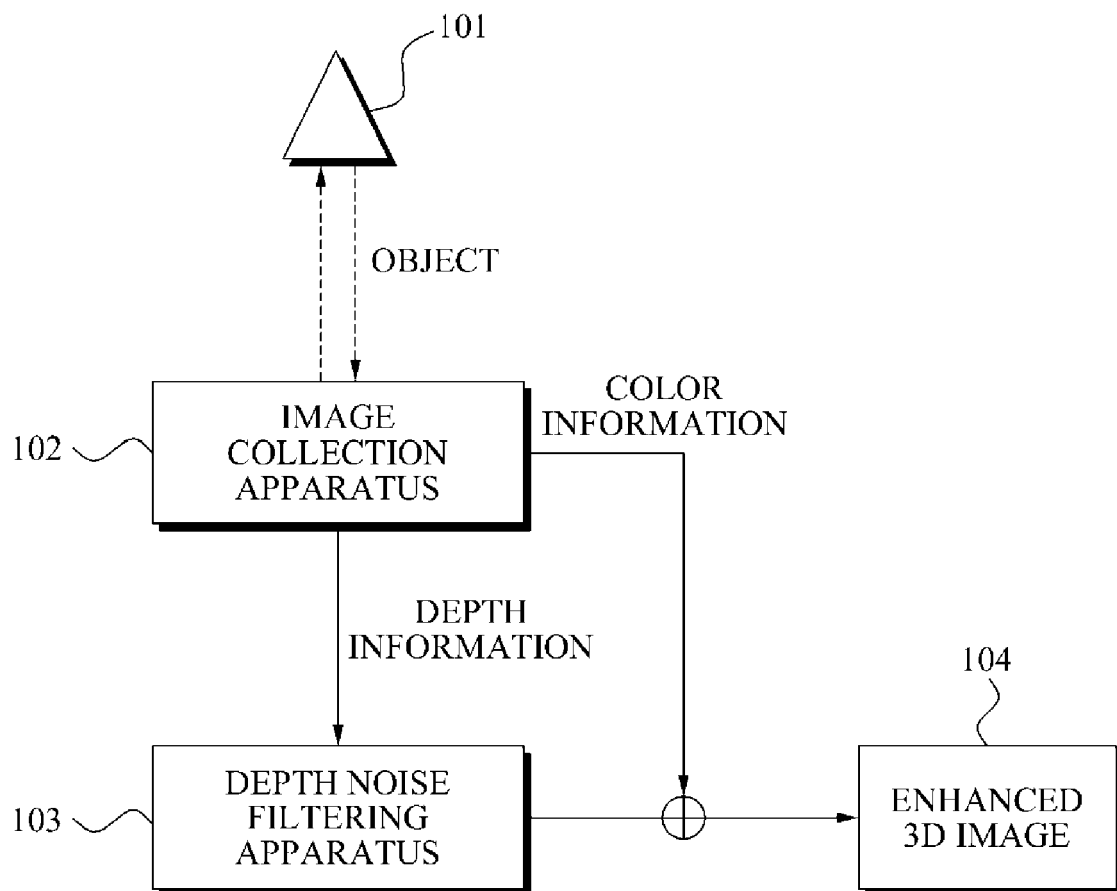 101
OBJECT
102
IMAGE
COLLECTION
APPARATUS
COLOR
INFORMATION
DEPTH
INFORMATION
103
DEPTH NOISE
FILTERING
APPARATUS
104
ENHANCED
3D IMAGE